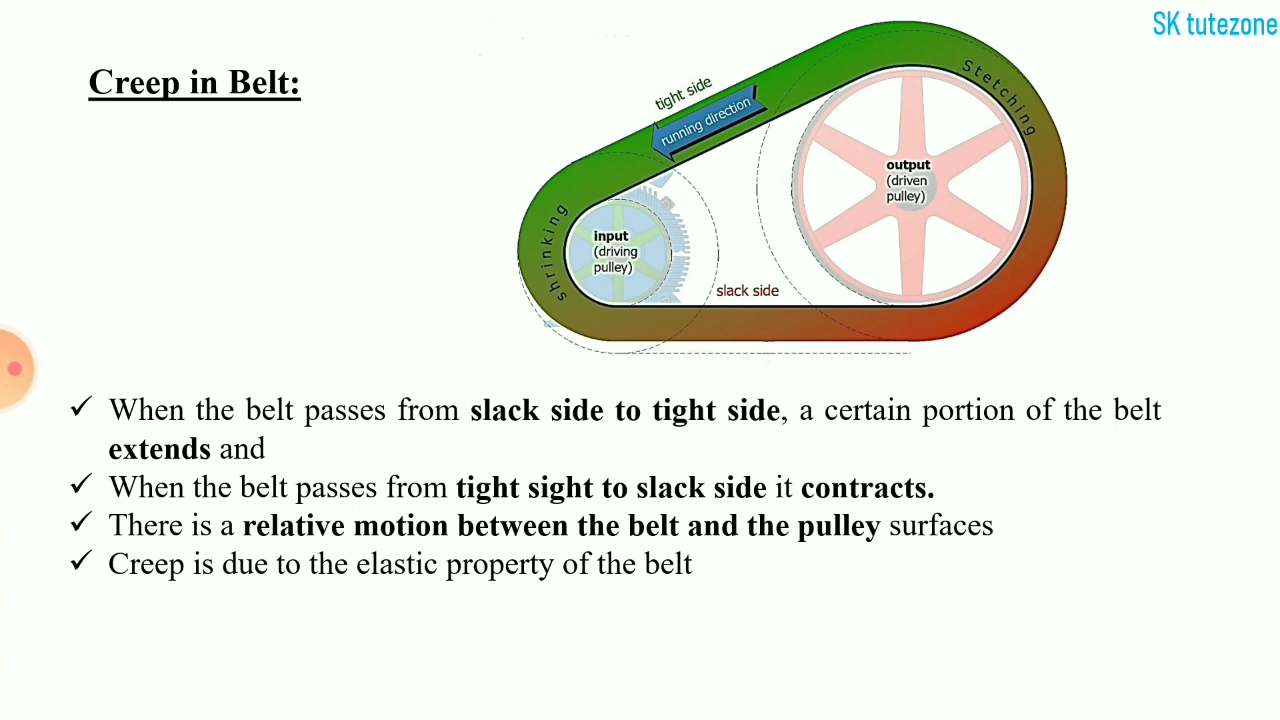 SK tutezone
Creep in Belt:
tight side
running direction
Stetching
output
(driven
pulley)
shrinking
input
(driving
pulley)
slack side
✓ When the belt passes from slack side to tight side, a certain portion of the belt
extends and
✓ When the belt passes from tight sight to slack side it contracts.
✓ There is a relative motion between the belt and the pulley surfaces
✓ Creep is due to the elastic property of the belt